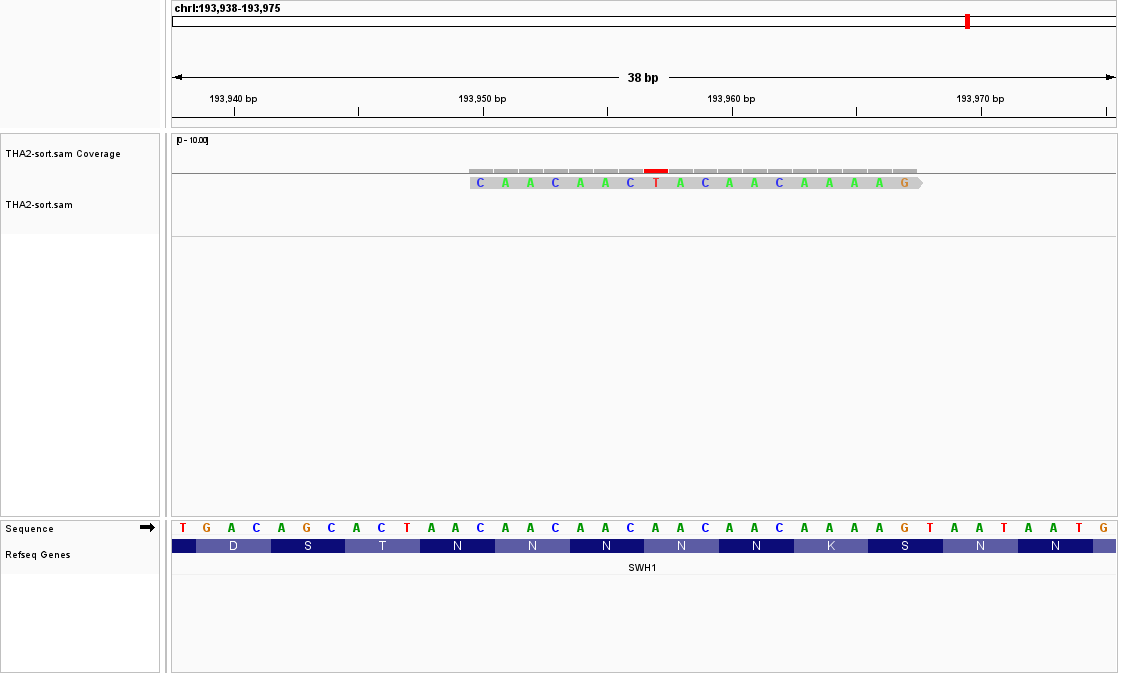 chrI:193,938-193,975
38 bp
193,940 bp 193,950 bp 193,960 bp 193,970 bp
[0 - 10.00]
THA2-sort.sam Coverage
C A A C A A C T A C A A C A A A A G
THA2-sort.sam
Sequence T G A C A G C A C T A A C A A C A A C A A C A A C A A A A G T A A T A A T G
Refseq Genes D S T N N N N N K S N N
SWH1